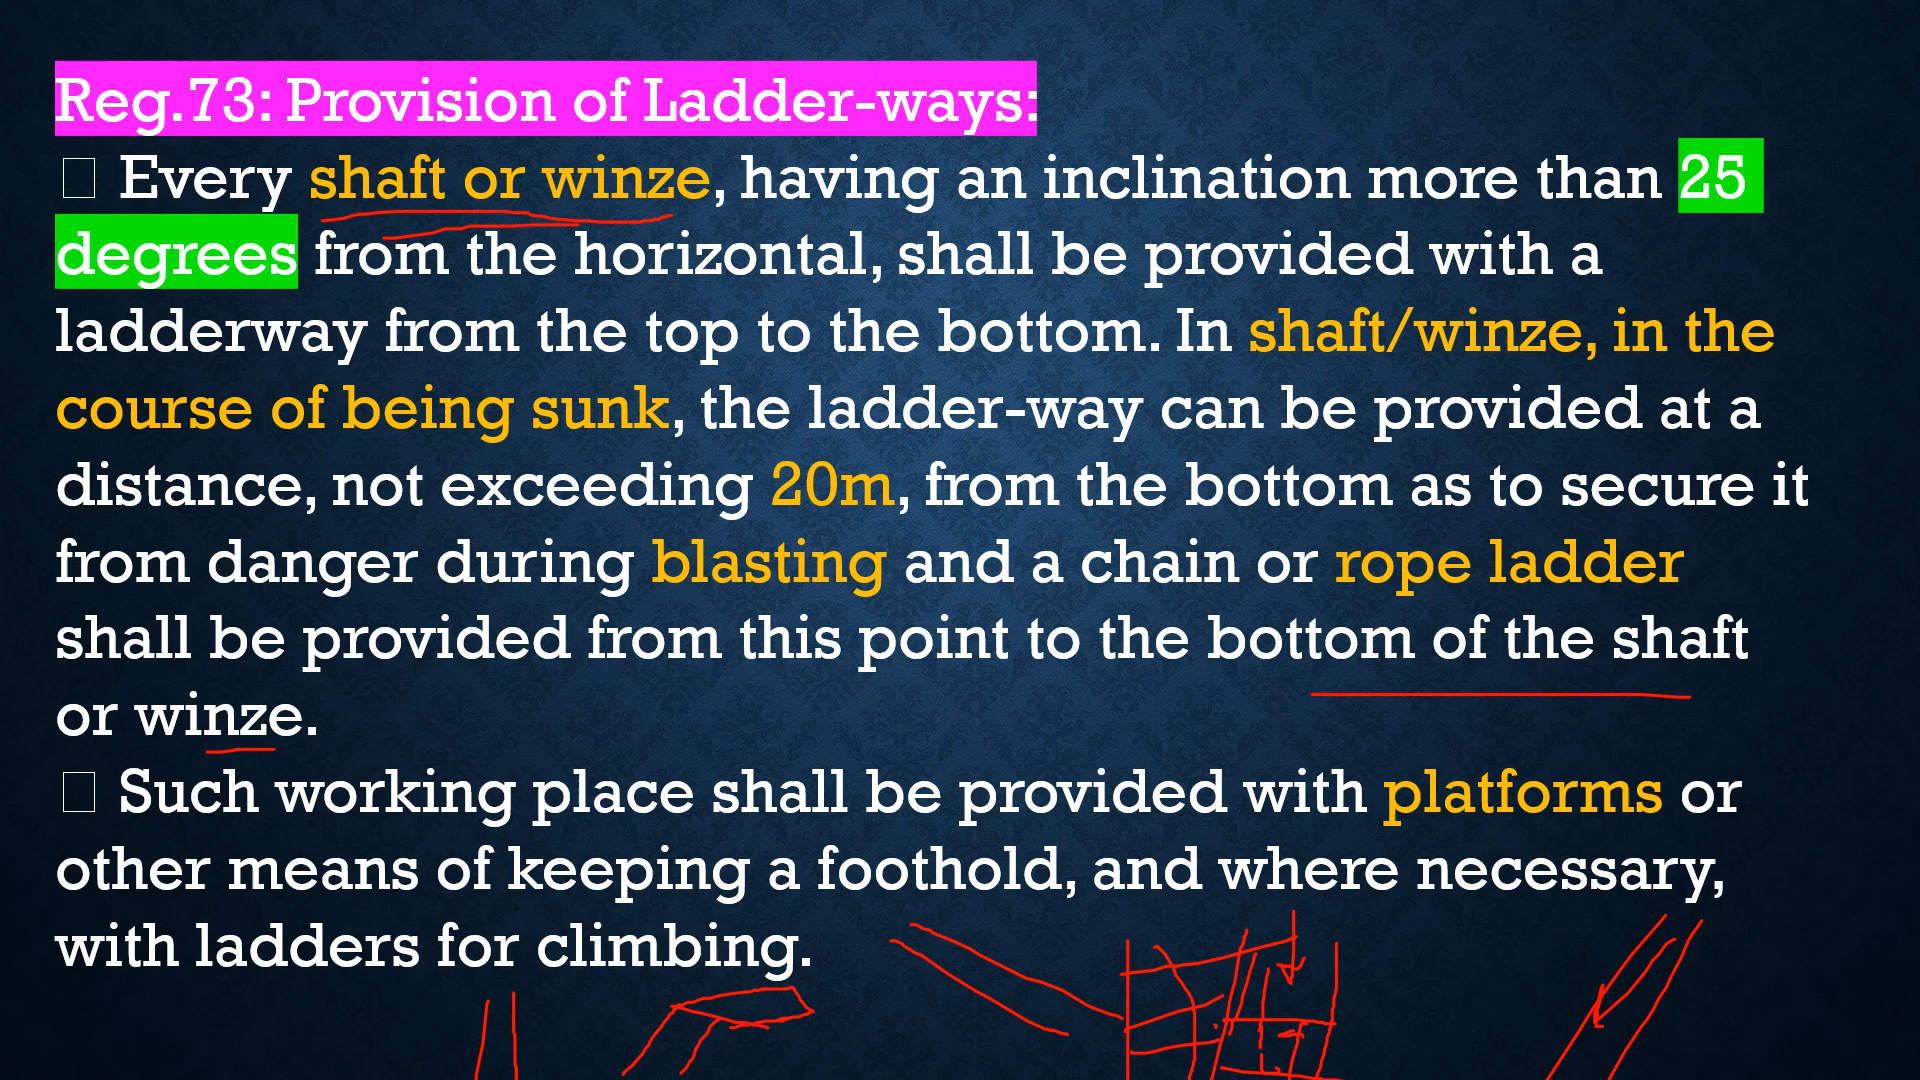 Reg.73: Provision of Ladder-ways:
Every shaft or winze, having an inclination more than 25
degrees from the horizontal, shall be provided with a
ladderway from the top to the bottom. In shaft/winze, in the
course of being sunk, the ladder-way can be provided at a
distance, not exceeding 20m, from the bottom as to secure it
from danger during blasting and a chain or rope ladder
shall be provided from this point to the bottom of the shaft
or winze.
Such working place shall be provided with platforms or
other means of keeping a foothold, and where necessary,
with ladders for climbing.